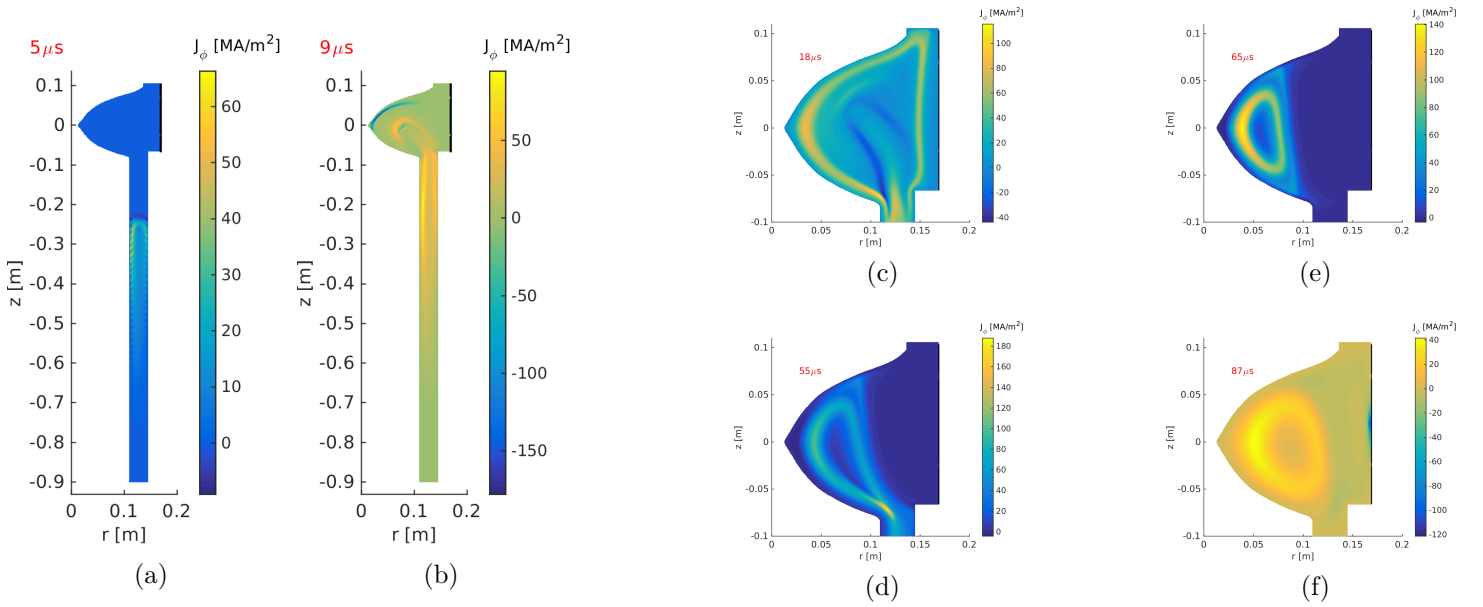 5μs
J_ϕ [MA/m²]
60
50
40
30
20
10
0
0.1
0
-0.1
-0.2
-0.3
-0.4
-0.5
-0.6
-0.7
-0.8
-0.9
z [m]
0 0.1 0.2
r [m]
(a)
9μs
J_ϕ [MA/m²]
50
0
-50
-100
-150
0.1
0
-0.1
-0.2
-0.3
-0.4
-0.5
-0.6
-0.7
-0.8
-0.9
z [m]
0 0.1 0.2
r [m]
(b)
18μs
J_ϕ [MA/m²]
100
80
60
40
20
0
-20
-40
0.1
0.05
0
-0.05
-0.1
z [m]
0 0.05 0.1 0.15 0.2
r [m]
(c)
55μs
J_ϕ [MA/m²]
180
160
140
120
100
80
60
40
20
0
0.1
0.05
0
-0.05
-0.1
z [m]
0 0.05 0.1 0.15 0.2
r [m]
(d)
65μs
J_ϕ [MA/m²]
140
120
100
80
60
40
20
0
0.1
0.05
0
-0.05
-0.1
z [m]
0 0.05 0.1 0.15 0.2
r [m]
(e)
87μs
J_ϕ [MA/m²]
40
20
0
-20
-40
-60
-80
-100
-120
0.1
0.05
0
-0.05
-0.1
z [m]
0 0.05 0.1 0.15 0.2
r [m]
(f)